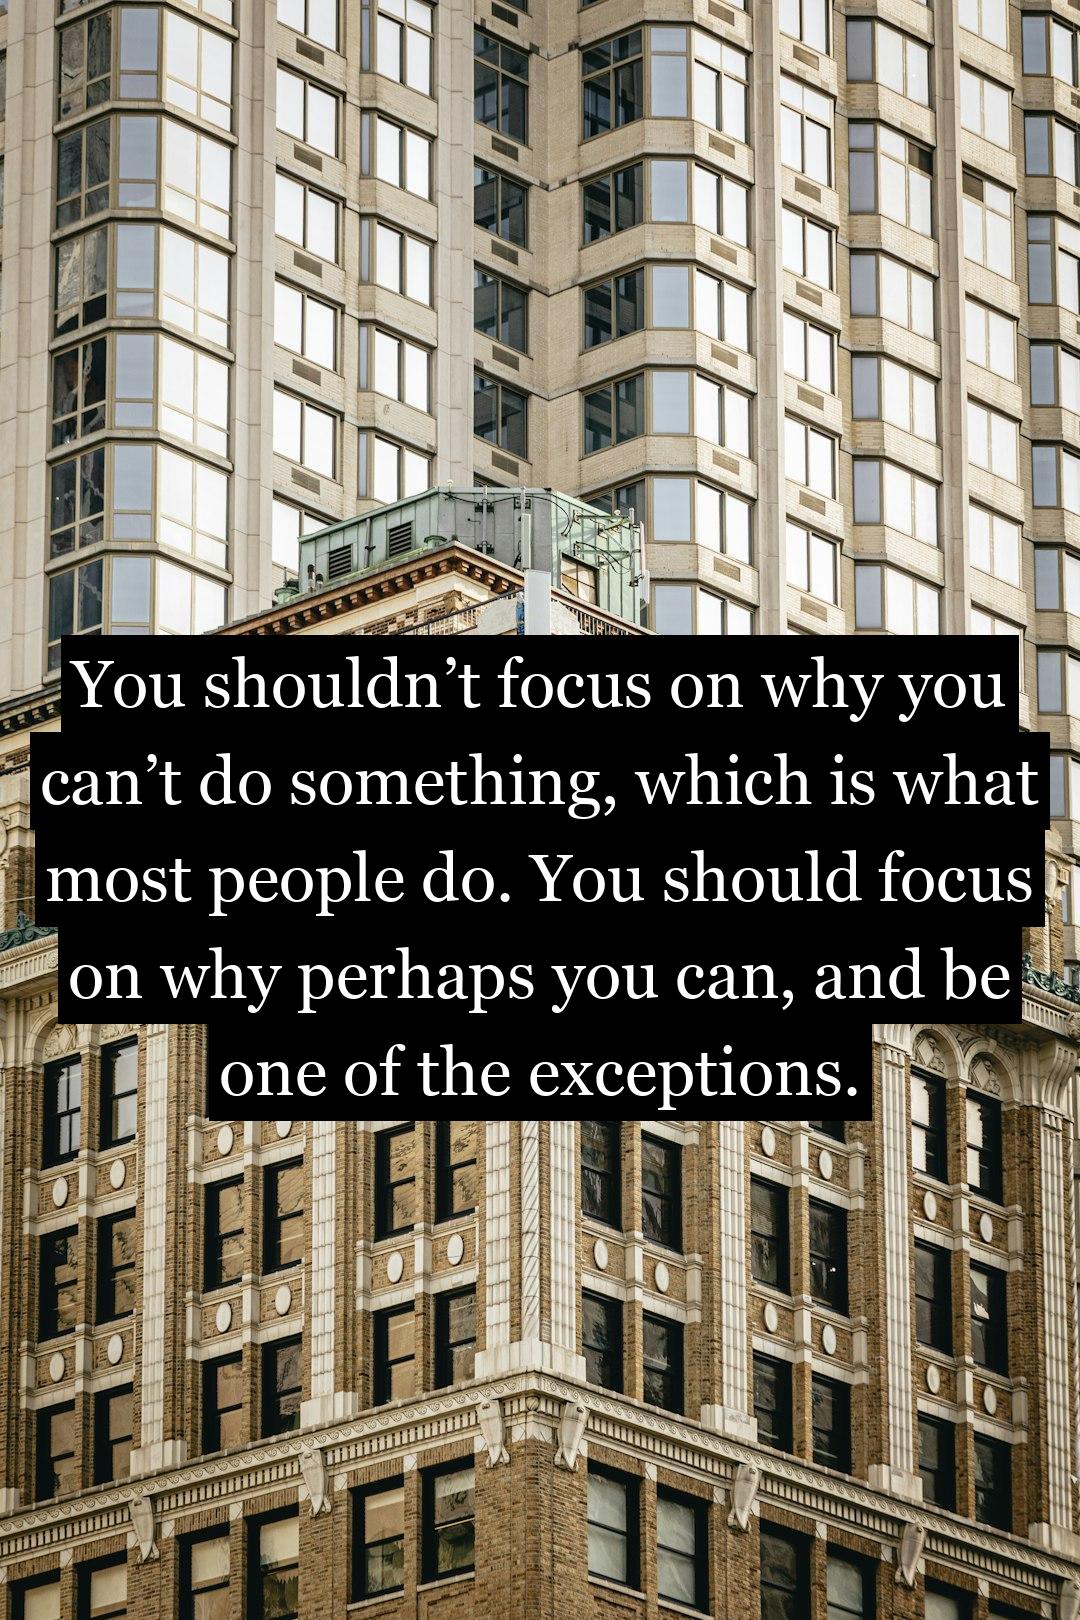 You shouldn’t focus on why you
can’t do something, which is what
most people do. You should focus
on why perhaps you can, and be
one of the exceptions.